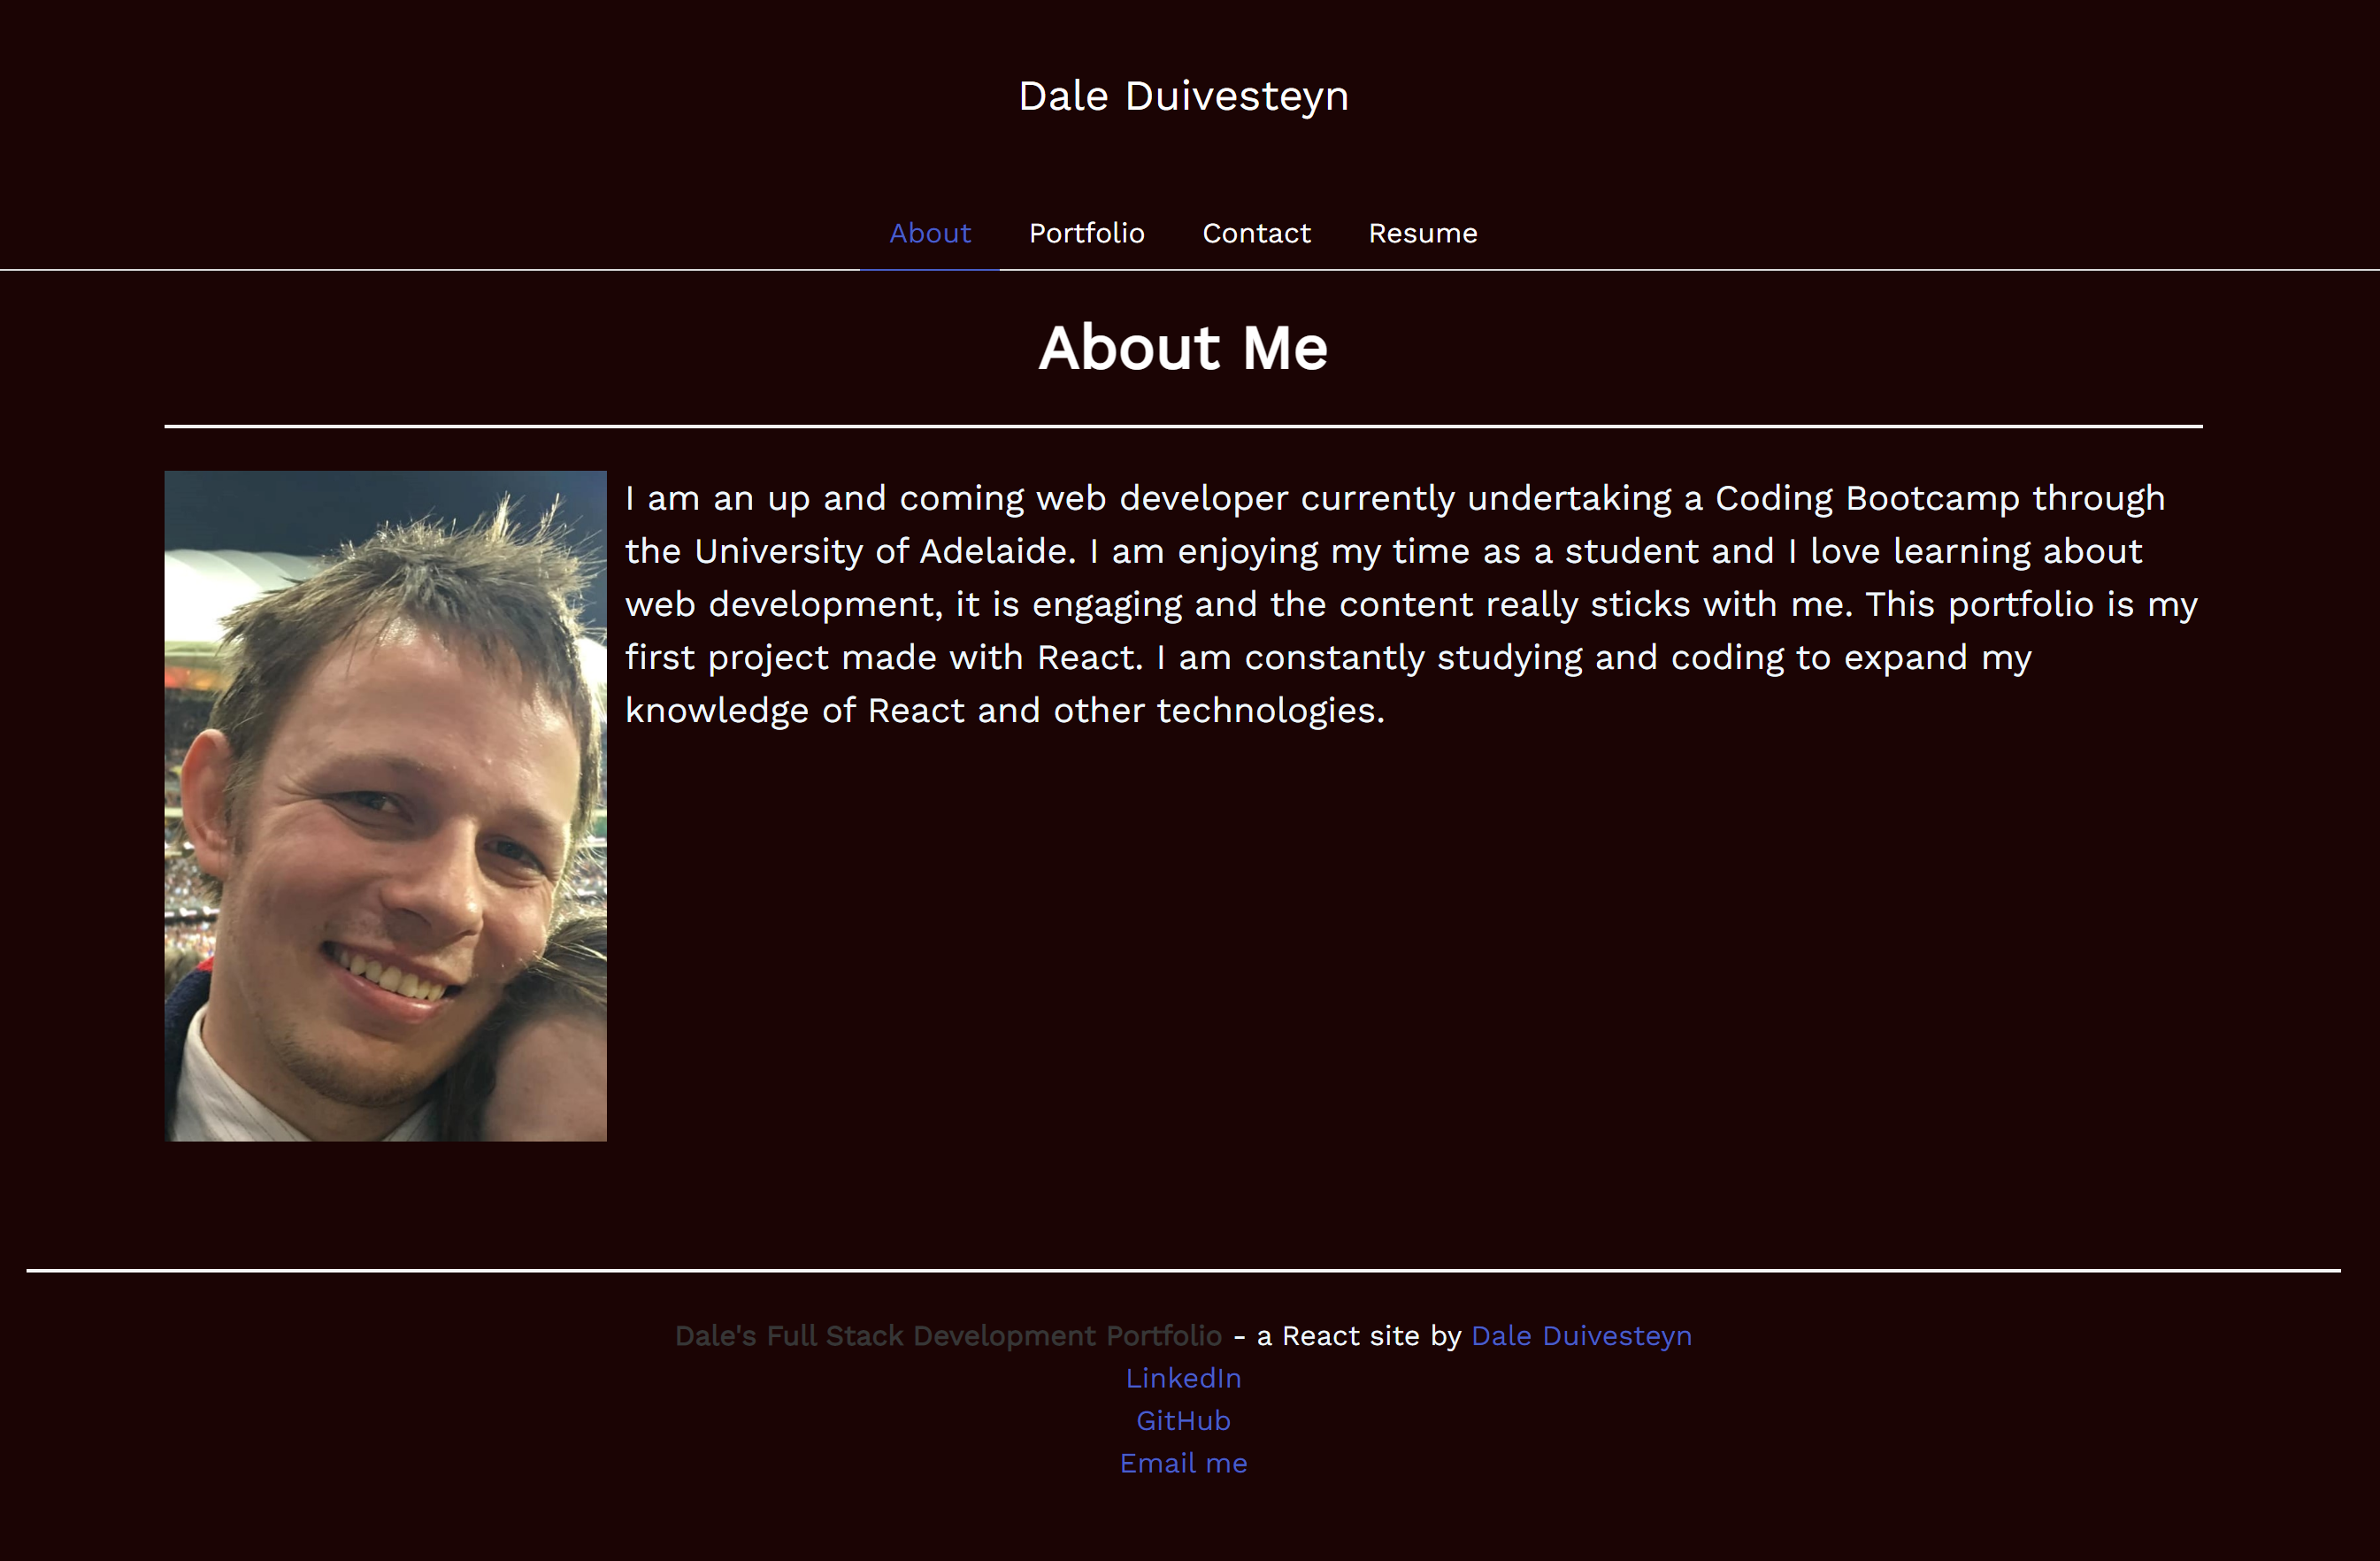 Dale Duivesteyn
About Portfolio Contact Resume
About Me
I am an up and coming web developer currently undertaking a Coding Bootcamp through
the University of Adelaide. I am enjoying my time as a student and I love learning about
web development, it is engaging and the content really sticks with me. This portfolio is my
first project made with React. I am constantly studying and coding to expand my
knowledge of React and other technologies.
Dale's Full Stack Development Portfolio - a React site by Dale Duivesteyn
LinkedIn
GitHub
Email me